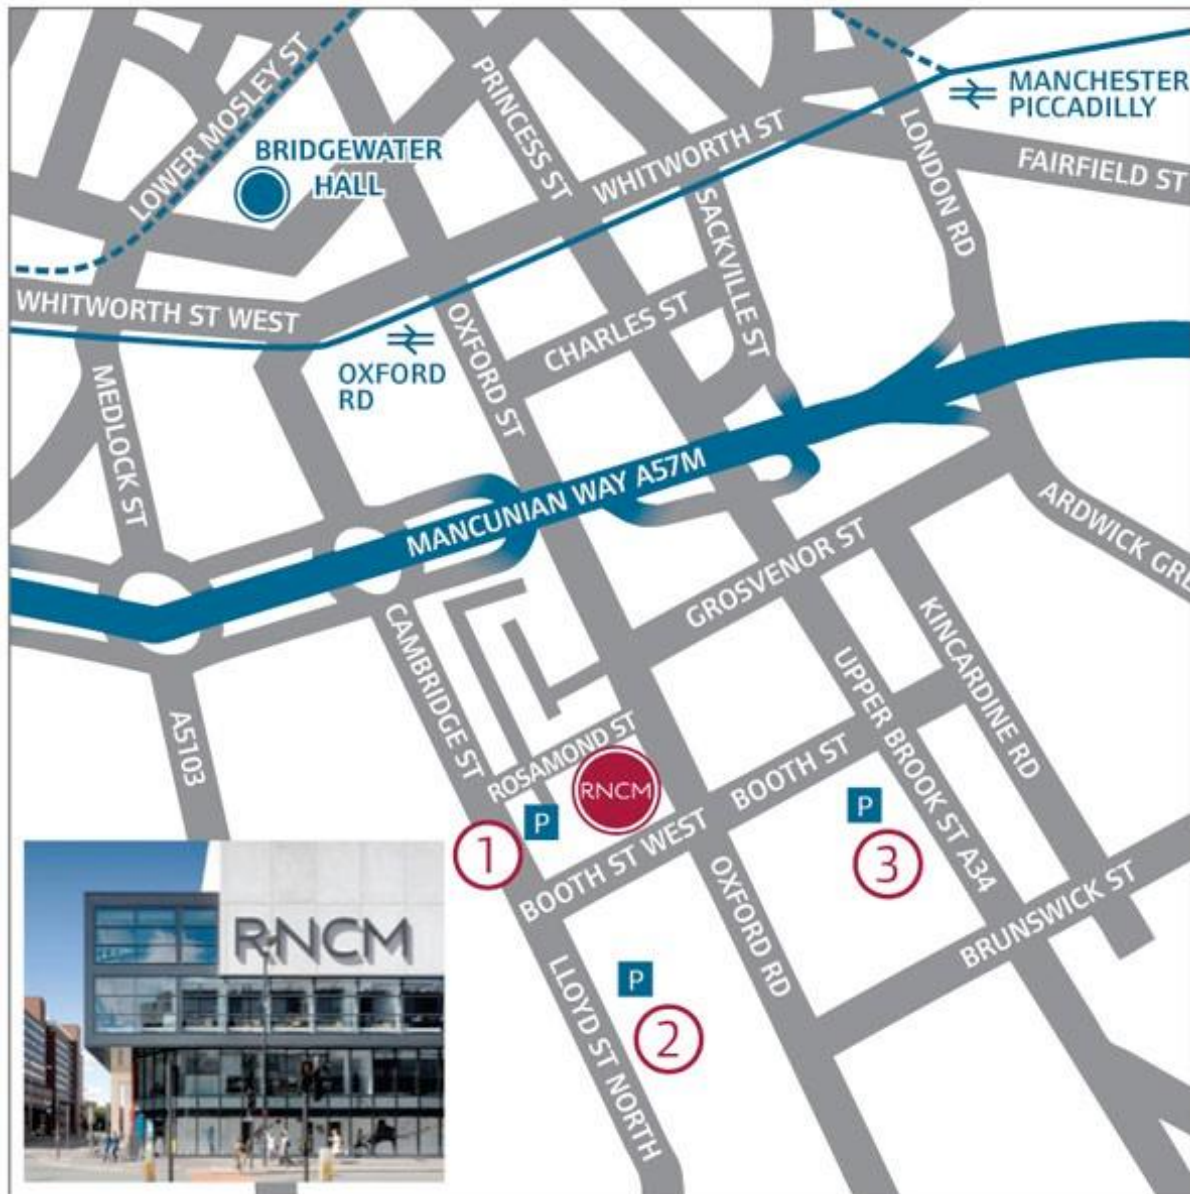 LOWER MOSLEY ST
BRIDGEWATER
HALL
PRINCESS ST
WHITWORTH ST
MANCHESTER
PICCADILLY
LONDON RD
FAIRFIELD ST
SACKVILLE ST
WHITWORTH ST WEST
OXFORD
RD
OXFORD ST
CHARLES ST
MEDLOCK ST
MANCUNIAN WAY A57M
ARDWICK GRE
GROSVENOR ST
KINCARDINE RD
CAMBRIDGE ST
UPPER BROOK ST A34
A5103
ROSAMOND ST
RNCM
BOOTH ST
P
1
P
3
BOOTH ST WEST
OXFORD RD
BRUNSWICK ST
RNCM
LLOYD ST NORTH
P
2